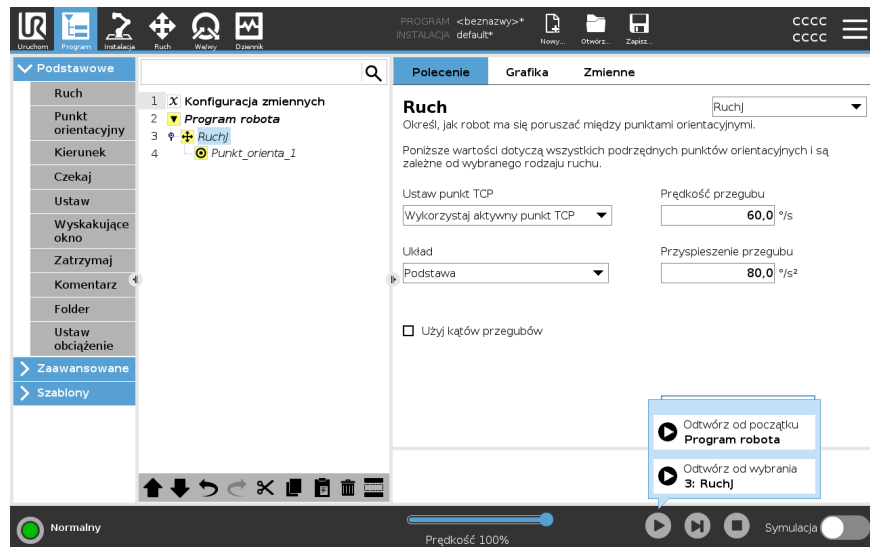 PROGRAM <beznazwy>*
INSTALACJA default*
UR
Uruchom
Program
Instalacja
Ruch
We/wy
Dziennik
Nowy...
Otwórz...
Zapisz...
CCCC
CCCC
Podstawowe
Ruch
Punkt
orientacyjny
Kierunek
Czekaj
Ustaw
Wyskakujące
okno
Zatrzymaj
Komentarz
Folder
Ustaw
obciążenie
Zaawansowane
Szablony
1 X Konfiguracja zmiennych
2 Program robota
3 RuchJ
4 Punkt_orienta_1
Polecenie Grafika Zmienne
Ruch
RuchJ
Określ, jak robot ma się poruszać między punktami orientacyjnymi.
Poniższe wartości dotyczą wszystkich podrzędnych punktów orientacyjnych i są
zależne od wybranego rodzaju ruchu.
Ustaw punkt TCP
Prędkość przegubu
Wykorzystaj aktywny punkt TCP
60,0 °/s
Układ
Przyspieszenie przegubu
Podstawa
80,0 °/s²
Użyj kątów przegubów
Odtwórz od początku
Program robota
Odtwórz od wybrania
3: RuchJ
Normalny
Prędkość 100%
Symulacja